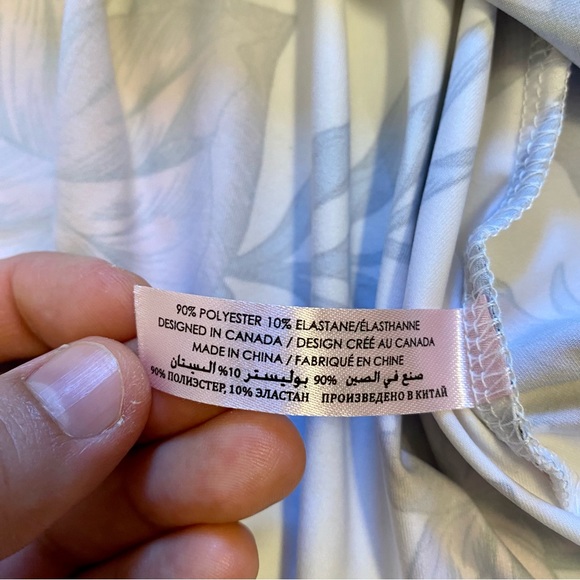 90% POLYESTER 10% ELASTANE/ÉLASTHANNE
DESIGNED IN CANADA / DESIGN CRÉÉ AU CANADA
MADE IN CHINA / FABRIQUÉ EN CHINE
صنع في الصين 90% بوليستر 10% اليستان
90% ПОЛИЭСТЕР, 10% ЭЛАСТАН ПРОИЗВЕДЕНО В КИТАЙ